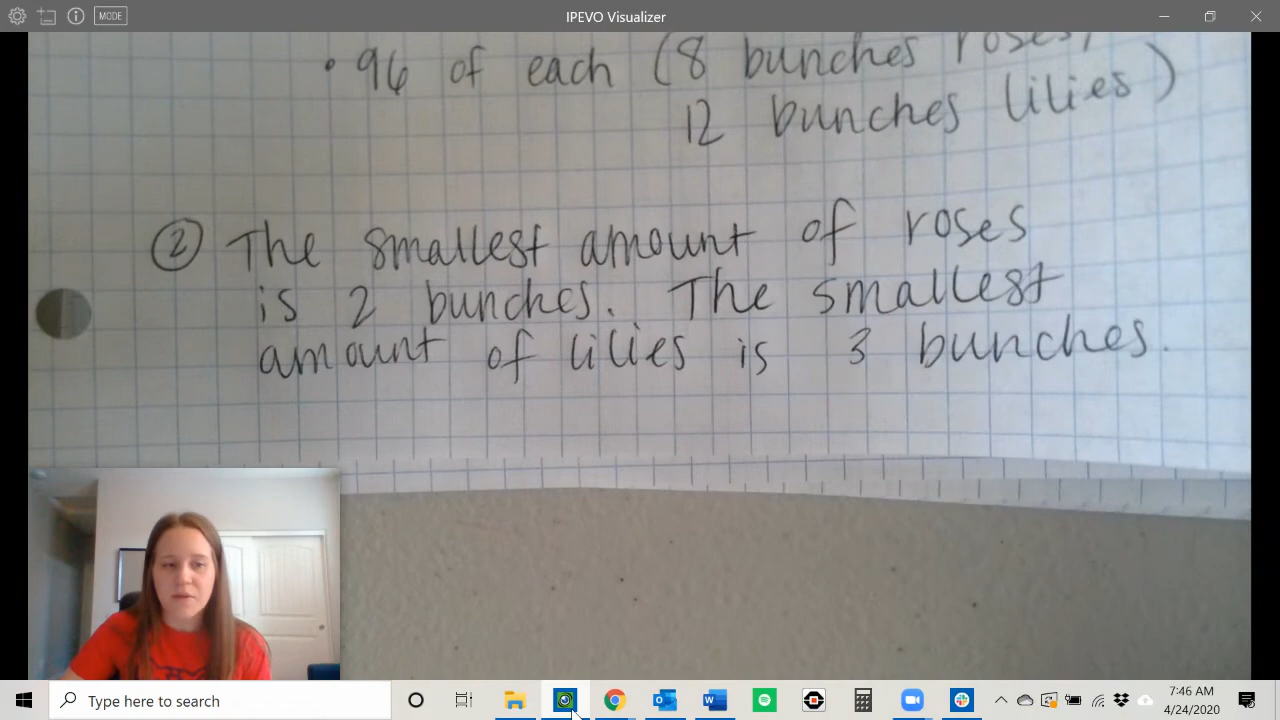 MODE
IPEVO Visualizer
• 96 of each (8 bunches roses,
12 bunches lilies)
② The smallest amount of roses
is 2 bunches. The smallest
amount of lilies is 3 bunches.
Type here to search
7:46 AM
4/24/2020